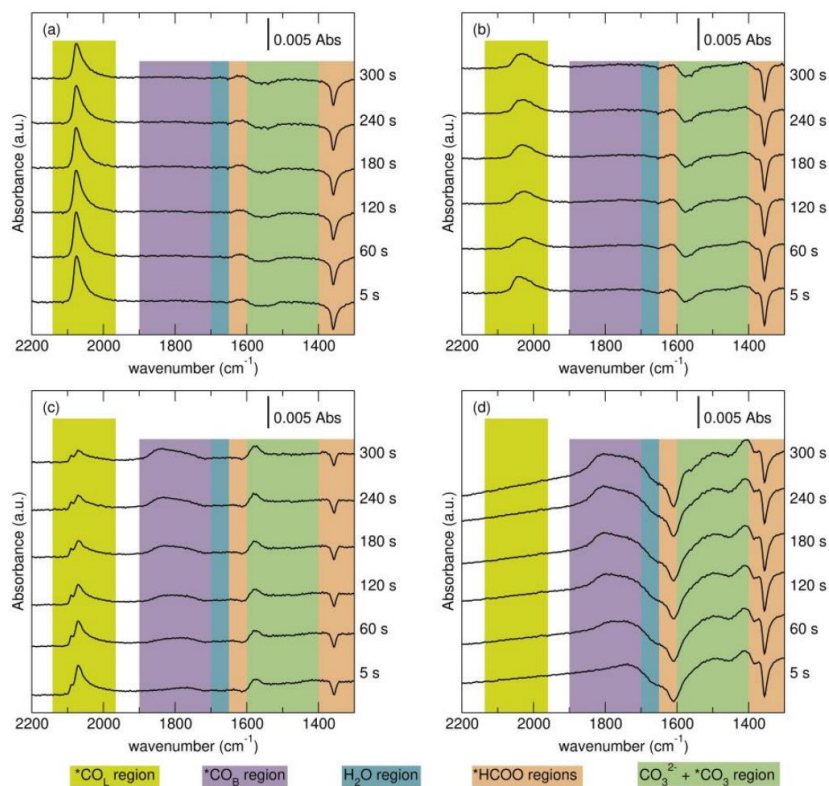 (a)
0.005 Abs
300 s
240 s
180 s
120 s
60 s
5 s
Absorbance (a.u.)
2200 2000 1800 1600 1400
wavenumber (cm⁻¹)
(b)
0.005 Abs
300 s
240 s
180 s
120 s
60 s
5 s
Absorbance (a.u.)
2200 2000 1800 1600 1400
wavenumber (cm⁻¹)
(c)
0.005 Abs
300 s
240 s
180 s
120 s
60 s
5 s
Absorbance (a.u.)
2200 2000 1800 1600 1400
wavenumber (cm⁻¹)
(d)
0.005 Abs
300 s
240 s
180 s
120 s
60 s
5 s
Absorbance (a.u.)
2200 2000 1800 1600 1400
wavenumber (cm⁻¹)
*CO_L region *CO_B region H₂O region *HCOO regions CO₃²⁻ + *CO₃ region